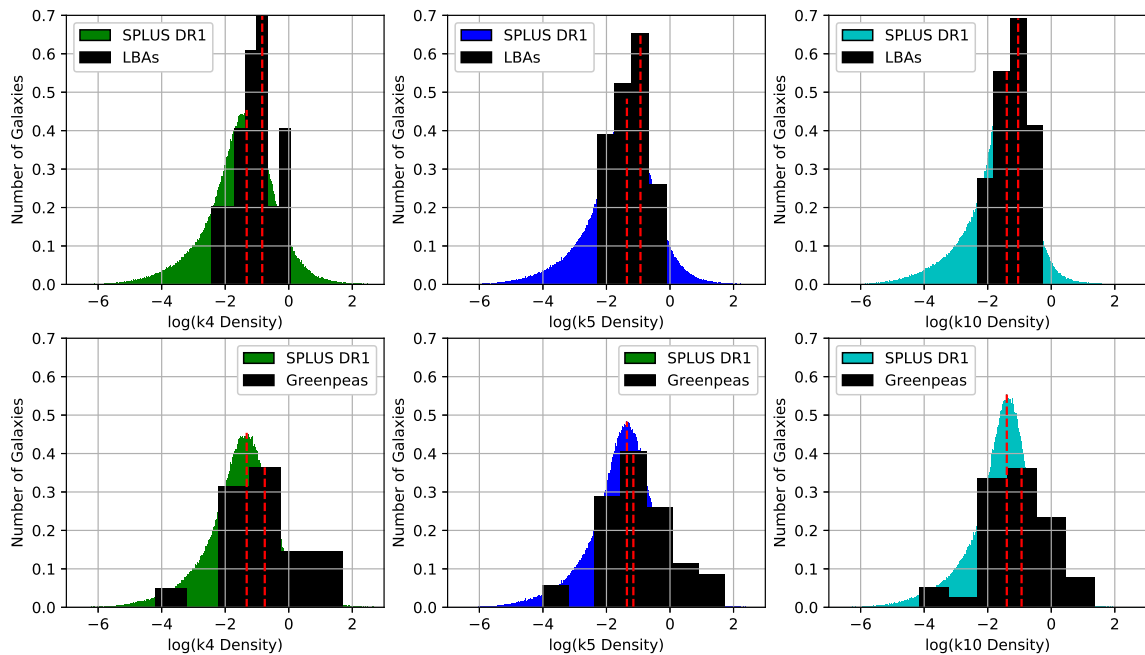 SPLUS DR1
LBAs
Number of Galaxies
0.7
0.6
0.5
0.4
0.3
0.2
0.1
0.0
−6 −4 −2 0 2
log(k4 Density)
SPLUS DR1
LBAs
Number of Galaxies
0.7
0.6
0.5
0.4
0.3
0.2
0.1
0.0
−6 −4 −2 0 2
log(k5 Density)
SPLUS DR1
LBAs
Number of Galaxies
0.7
0.6
0.5
0.4
0.3
0.2
0.1
0.0
−6 −4 −2 0 2
log(k10 Density)
SPLUS DR1
Greenpeas
Number of Galaxies
0.7
0.6
0.5
0.4
0.3
0.2
0.1
0.0
−6 −4 −2 0 2
log(k4 Density)
SPLUS DR1
Greenpeas
Number of Galaxies
0.7
0.6
0.5
0.4
0.3
0.2
0.1
0.0
−6 −4 −2 0 2
log(k5 Density)
SPLUS DR1
Greenpeas
Number of Galaxies
0.7
0.6
0.5
0.4
0.3
0.2
0.1
0.0
−6 −4 −2 0 2
log(k10 Density)